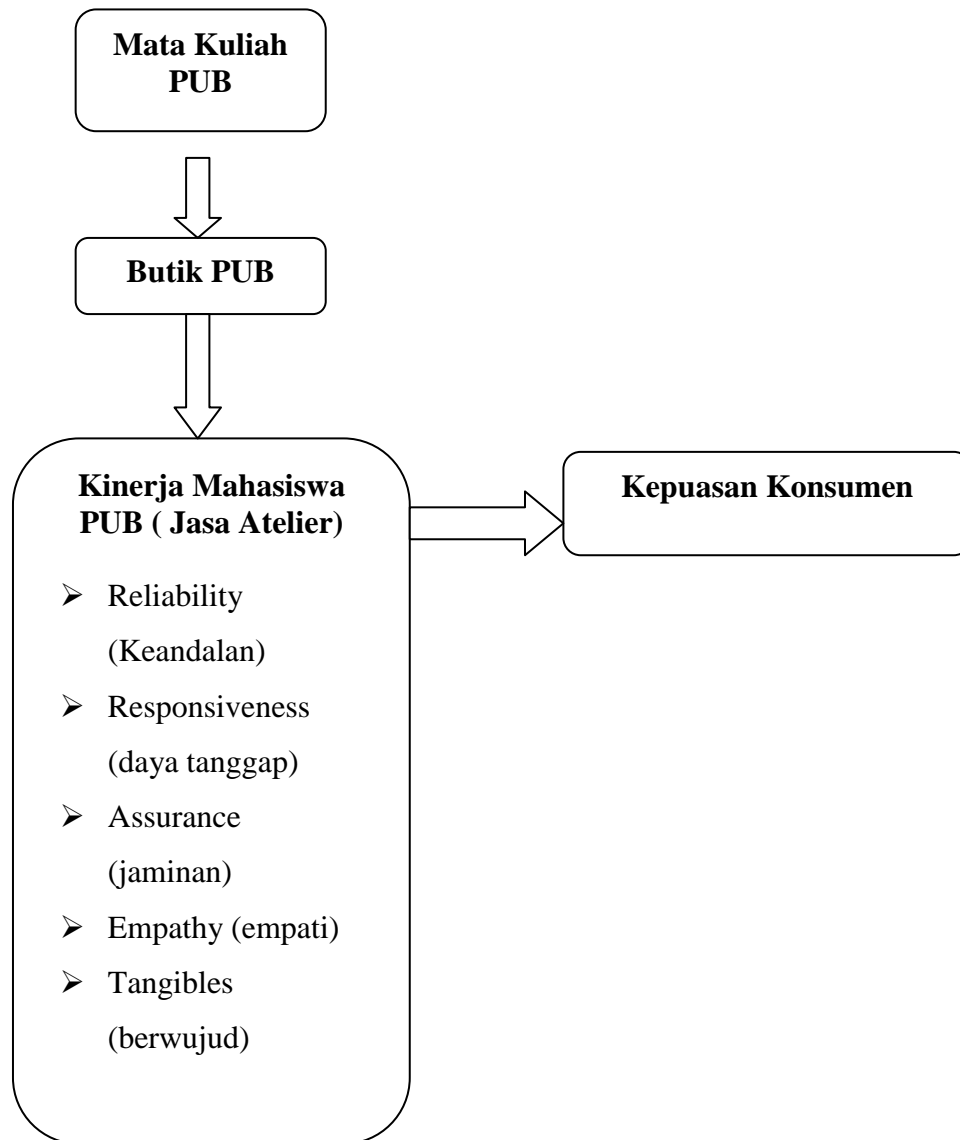 Mata Kuliah
PUB
Butik PUB
Kinerja Mahasiswa
PUB ( Jasa Atelier)
➢ Reliability
(Keandalan)
➢ Responsiveness
(daya tanggap)
➢ Assurance
(jaminan)
➢ Empathy (empati)
➢ Tangibles
(berwujud)
Kepuasan Konsumen